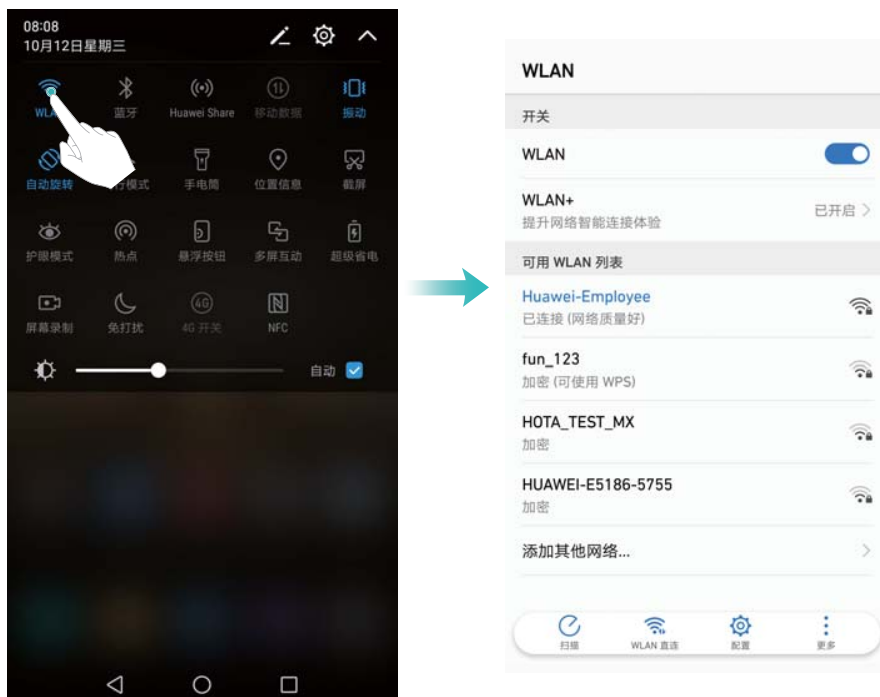 08:08
10月12日星期三
WLA
蓝牙
Huawei Share
移动数据
振动
自动旋转
行模式
手电筒
位置信息
截屏
护眼模式
热点
悬浮按钮
多屏互动
超级省电
屏幕录制
免打扰
4G
4G 开关
NFC
自动
WLAN
开关
WLAN
WLAN+
提升网络智能连接体验
已开启
可用 WLAN 列表
Huawei-Employee
已连接 (网络质量好)
fun_123
加密 (可使用 WPS)
HOTA_TEST_MX
加密
HUAWEI-E5186-5755
加密
添加其他网络...
扫描
WLAN 直连
配置
更多